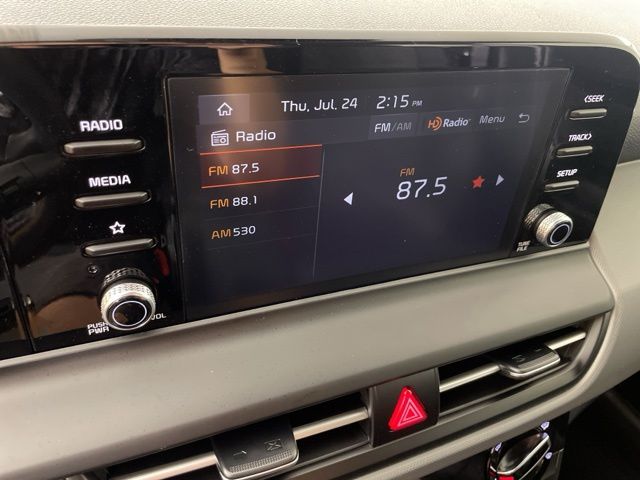 Thu, Jul. 24 2:15 PM
RADIO
Radio
FM/AM HD Radio Menu
FM 87.5
FM 88.1
AM 530
FM
87.5
MEDIA
PUSH PWR
VOL
‹SEEK
TRACK›
SETUP
TUNE
FILE